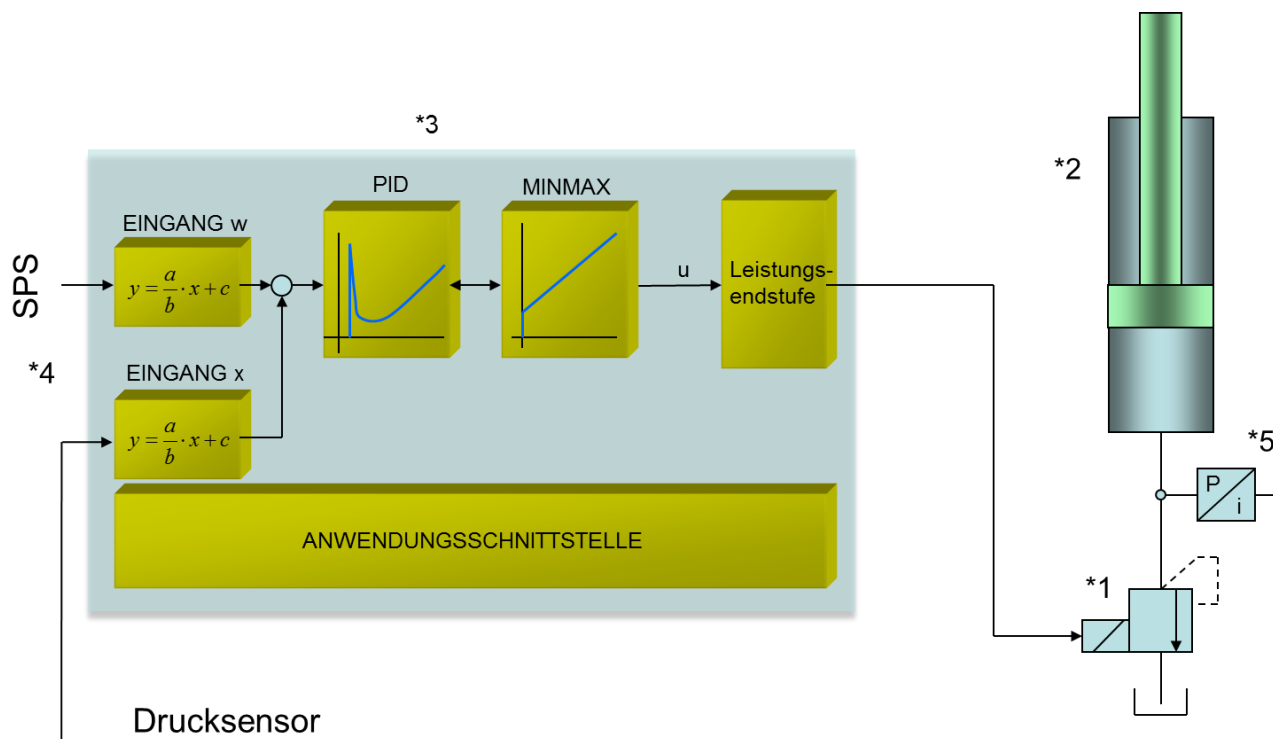 *3
*2
PID
MINMAX
EINGANG w
SPS
y = a/b · x + c
u
Leistungs-
endstufe
*4
EINGANG x
y = a/b · x + c
*5
P
i
ANWENDUNGSSCHNITTSTELLE
*1
Drucksensor